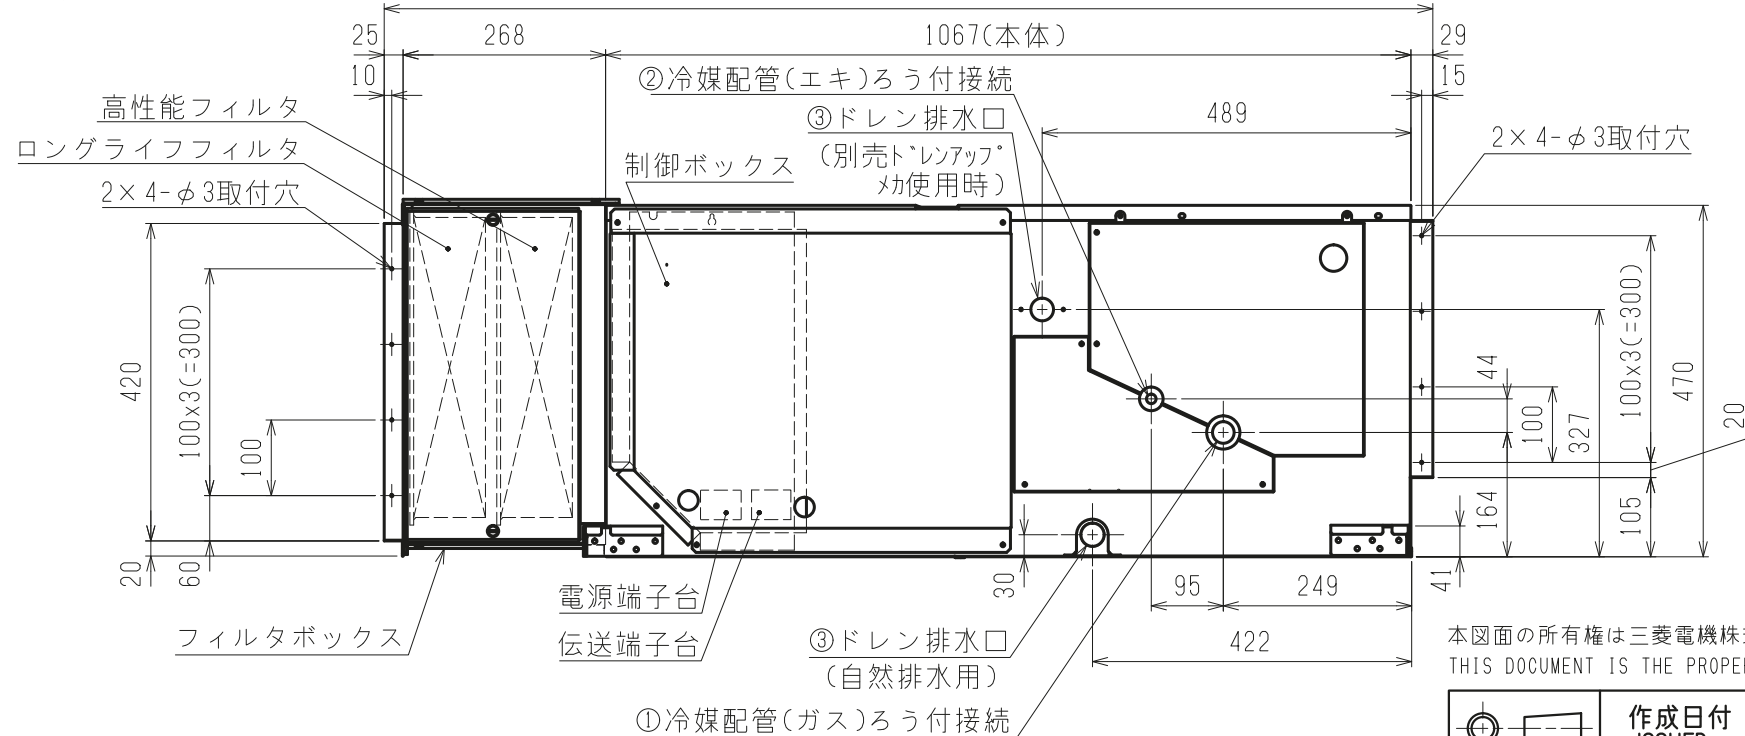 25
268
1067(本体)
29
10
②冷媒配管(エキ)ろう付接続
15
高性能フィルタ
③ドレン排水口
489
2×4-φ3取付穴
ロングライフフィルタ
制御ボックス
(別売ドレンアップ
メカ使用時)
2×4-φ3取付穴
420
100x3(=300)
100
20
60
44
100
100x3(=300)
327
470
20
164
105
30
41
95
249
422
電源端子台
伝送端子台
フィルタボックス
③ドレン排水口
(自然排水用)
①冷媒配管(ガス)ろう付接続
本図面の所有権は三菱電機株
THIS DOCUMENT IS THE PROPE
作成日付
ISSUED